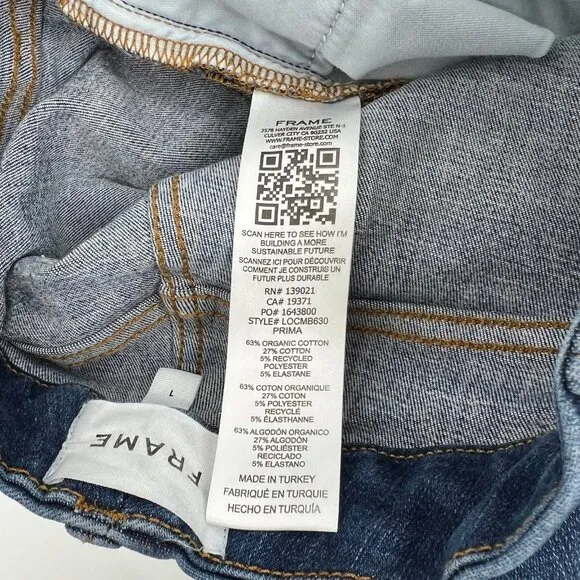 FRAME
3578 HAYDEN AVENUE STE N-1
CULVER CITY CA 90232 USA
WWW.FRAME-STORE.COM
care@frame-store.com
SCAN HERE TO SEE HOW I'M
BUILDING A MORE
SUSTAINABLE FUTURE
SCANNEZ ICI POUR DÉCOUVRIR
COMMENT JE CONSTRUIS UN
FUTUR PLUS DURABLE
RN# 139021
CA# 19371
PO# 1643800
STYLE# LOCMB630
PRIMA
63% ORGANIC COTTON
27% COTTON
5% RECYCLED
POLYESTER
5% ELASTANE
63% COTON ORGANIQUE
27% COTON
5% POLYESTER
RECYCLÉ
5% ÉLASTHANNE
63% ALGODÓN ORGANICO
27% ALGODÓN
5% POLIÉSTER
RECICLADO
5% ELASTANO
MADE IN TURKEY
FABRIQUÉ EN TURQUIE
HECHO EN TURQUÍA
L
FRAME